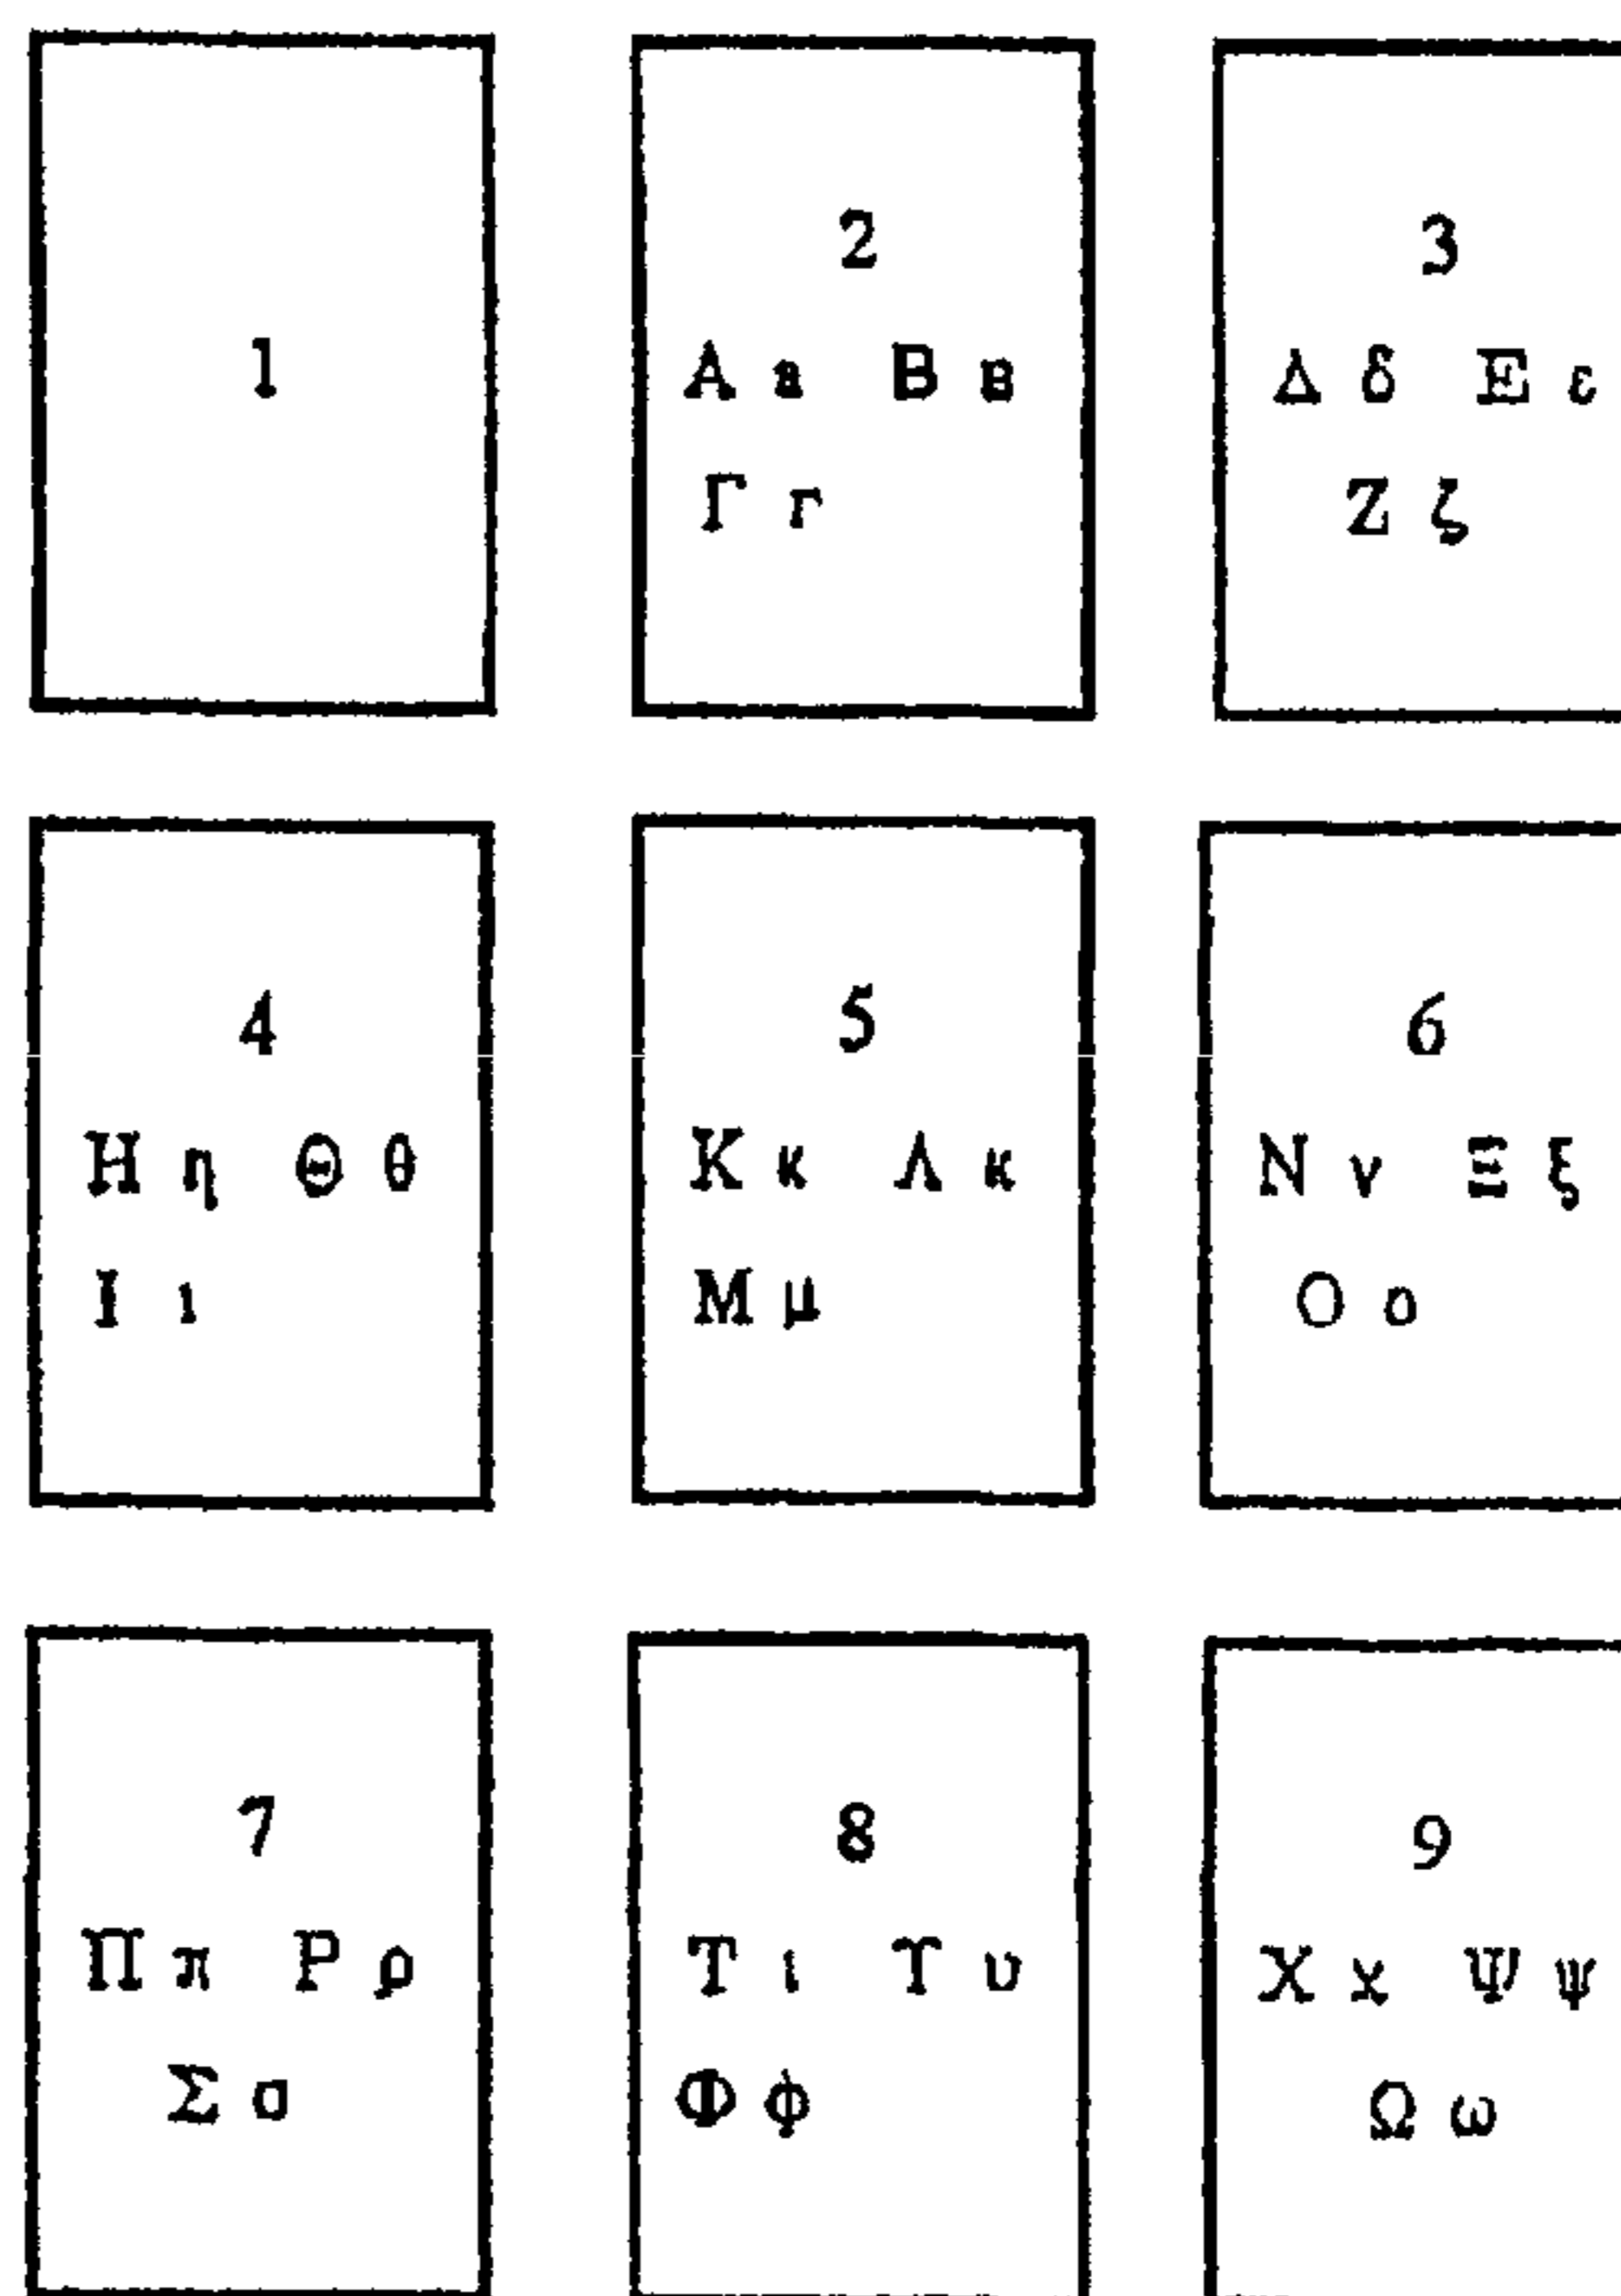 1
2
Α a Β в
Γ г
3
Δ δ Ε ε
Ζ ζ
4
Η η Θ θ
Ι ι
5
Κ κ Λ κ
Μ μ
6
Ν ν Ξ ξ
Ο ο
7
Π π Ρ ρ
Σ σ
8
Τ ι Υ υ
Φ φ
9
Χ χ Ψ ψ
Ω ω